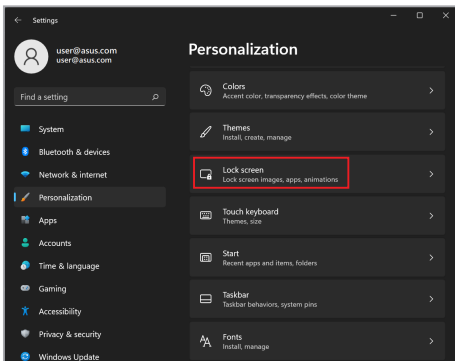 Settings
user@asus.com
user@asus.com
Find a setting
System
Bluetooth & devices
Network & internet
Personalization
Apps
Accounts
Time & language
Gaming
Accessibility
Privacy & security
Windows Update
Personalization
Colors
Accent color, transparency effects, color theme
Themes
Install, create, manage
Lock screen
Lock screen images, apps, animations
Touch keyboard
Themes, size
Start
Recent apps and items, folders
Taskbar
Taskbar behaviors, system pins
Fonts
Install, manage